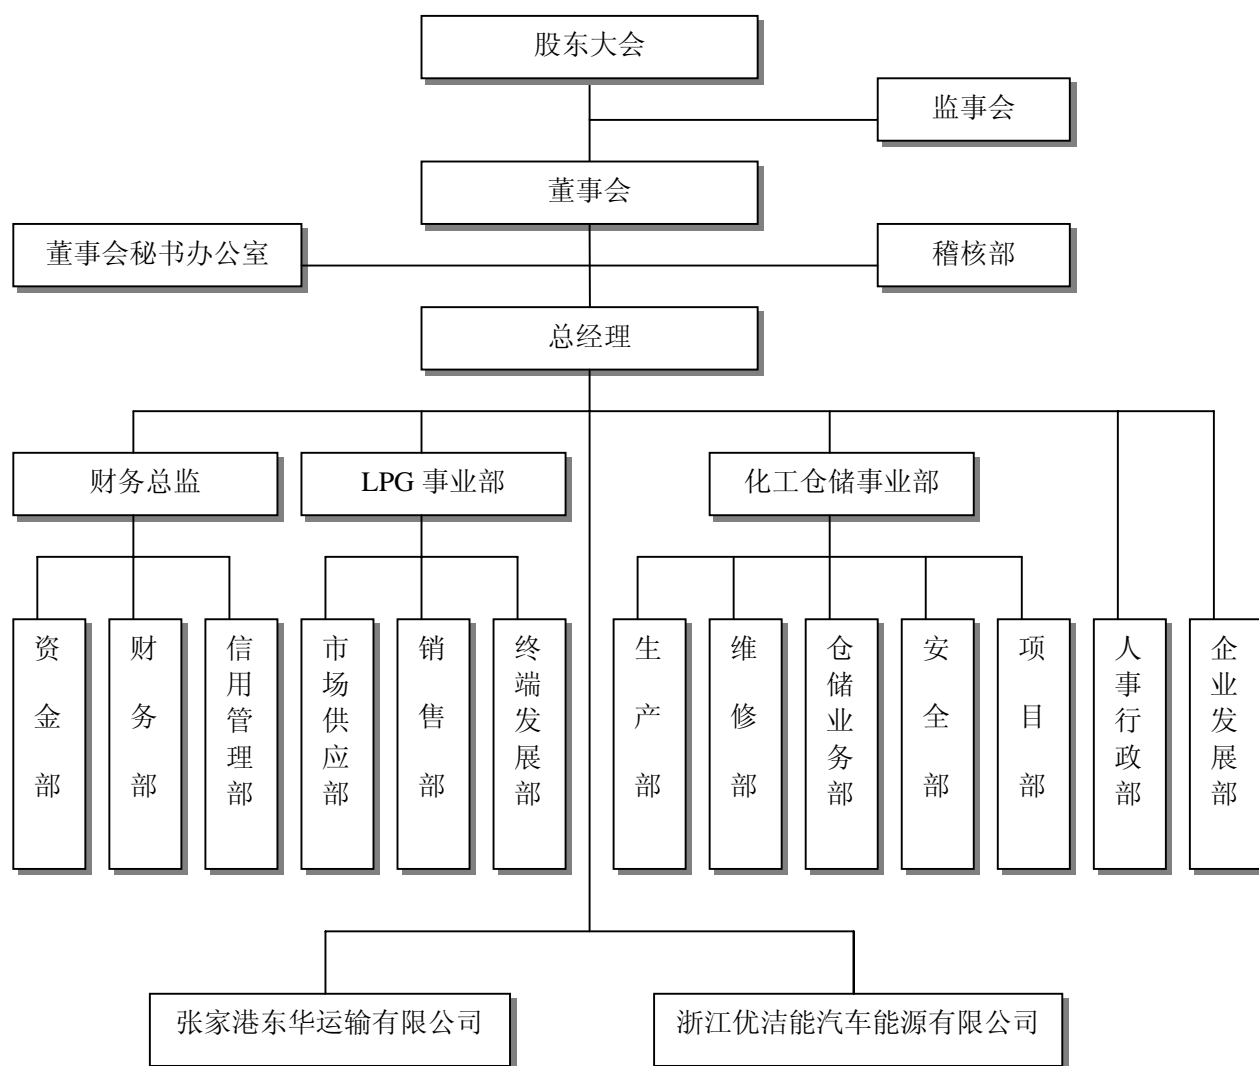 股东大会
监事会
董事会
董事会秘书办公室
稽核部
总经理
财务总监
LPG 事业部
化工仓储事业部
资金部
财务部
信用管理部
市场供应部
销售部
终端发展部
生产部
维修部
仓储业务部
安全部
项目部
人事行政部
企业发展部
张家港东华运输有限公司
浙江优洁能汽车能源有限公司